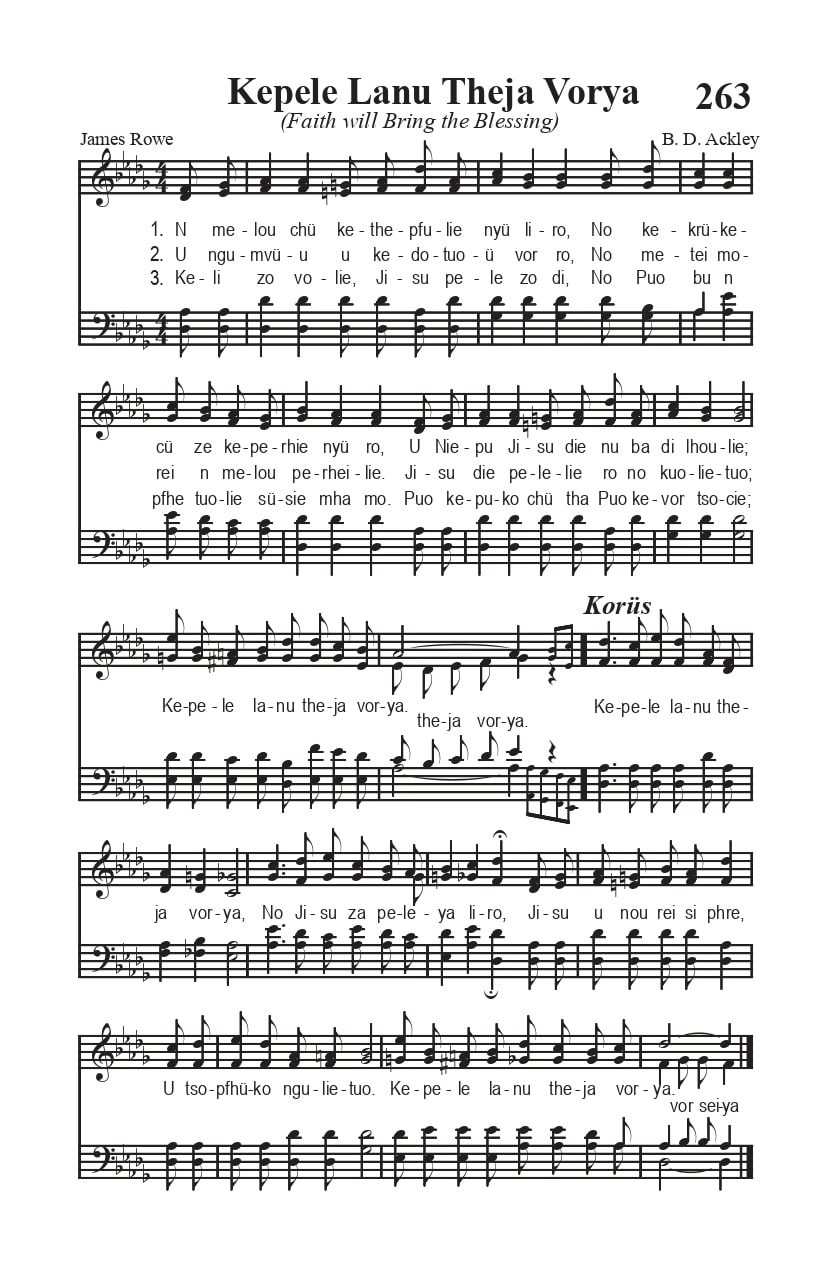 Kepele Lanu Theja Vorya 263
(Faith will Bring the Blessing)
James Rowe B. D. Ackley
1. N me-lou chü ke-the-pfu-lie nyü li-ro, No ke-krü-ke-
2. U ngu-mvü-u u ke-do-tuo-ü vor ro, No me-tei mo-
3. Ke-li zo vo-lie, Ji-su pe-le zo di, No Puo bu n
cü ze ke-pe-rhie nyü ro, U Nie-pu Ji-su die nu ba di lhou-lie;
rei n me-lou pe-rhei-lie. Ji-su die pe-le-lie ro no kuo-lie-tuo;
pfhe tuo-lie sü-sie mha mo. Puo ke-pu-ko chü tha Puo ke-vor tso-cie;
Korüs
Ke-pe-le la-nu the-ja vor-ya. Ke-pe-le la-nu the-
the-ja vor-ya.
ja vor-ya, No Ji-su za pe-le-ya li-ro, Ji-su u nou rei si phre,
U tso-pfhü-ko ngu-lie-tuo. Ke-pe-le la-nu the-ja vor-ya.
vor sei-ya